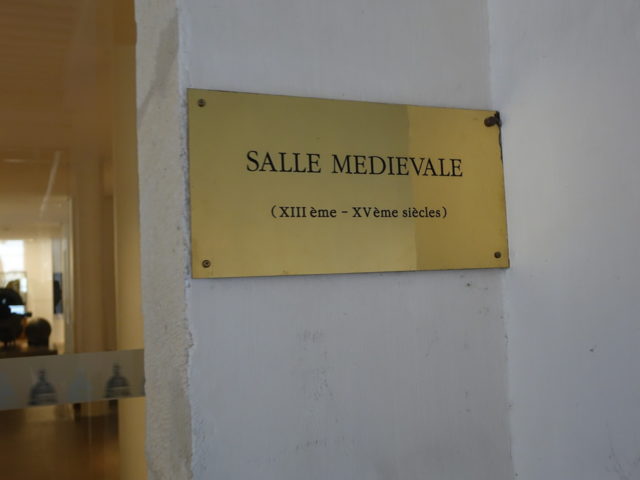 SALLE MEDIEVALE
(XIII ème - XVème siècles)